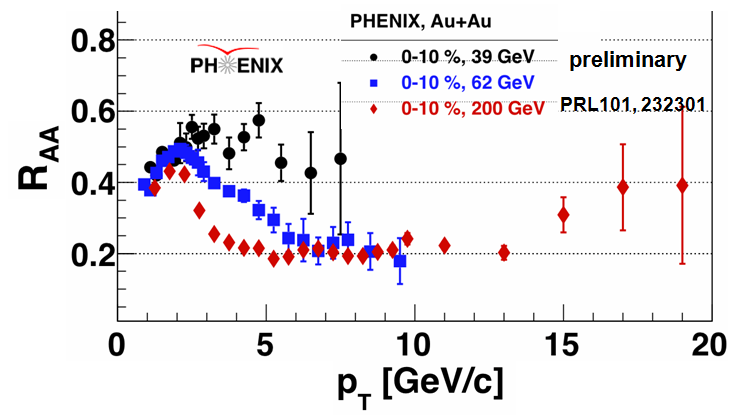 PHENIX, Au+Au
0-10 %, 39 GeV
preliminary
0-10 %, 62 GeV
0-10 %, 200 GeV
PRL101, 232301
PHENIX
R_AA
0.8
0.6
0.4
0.2
0 5 10 15 20
p_T [GeV/c]